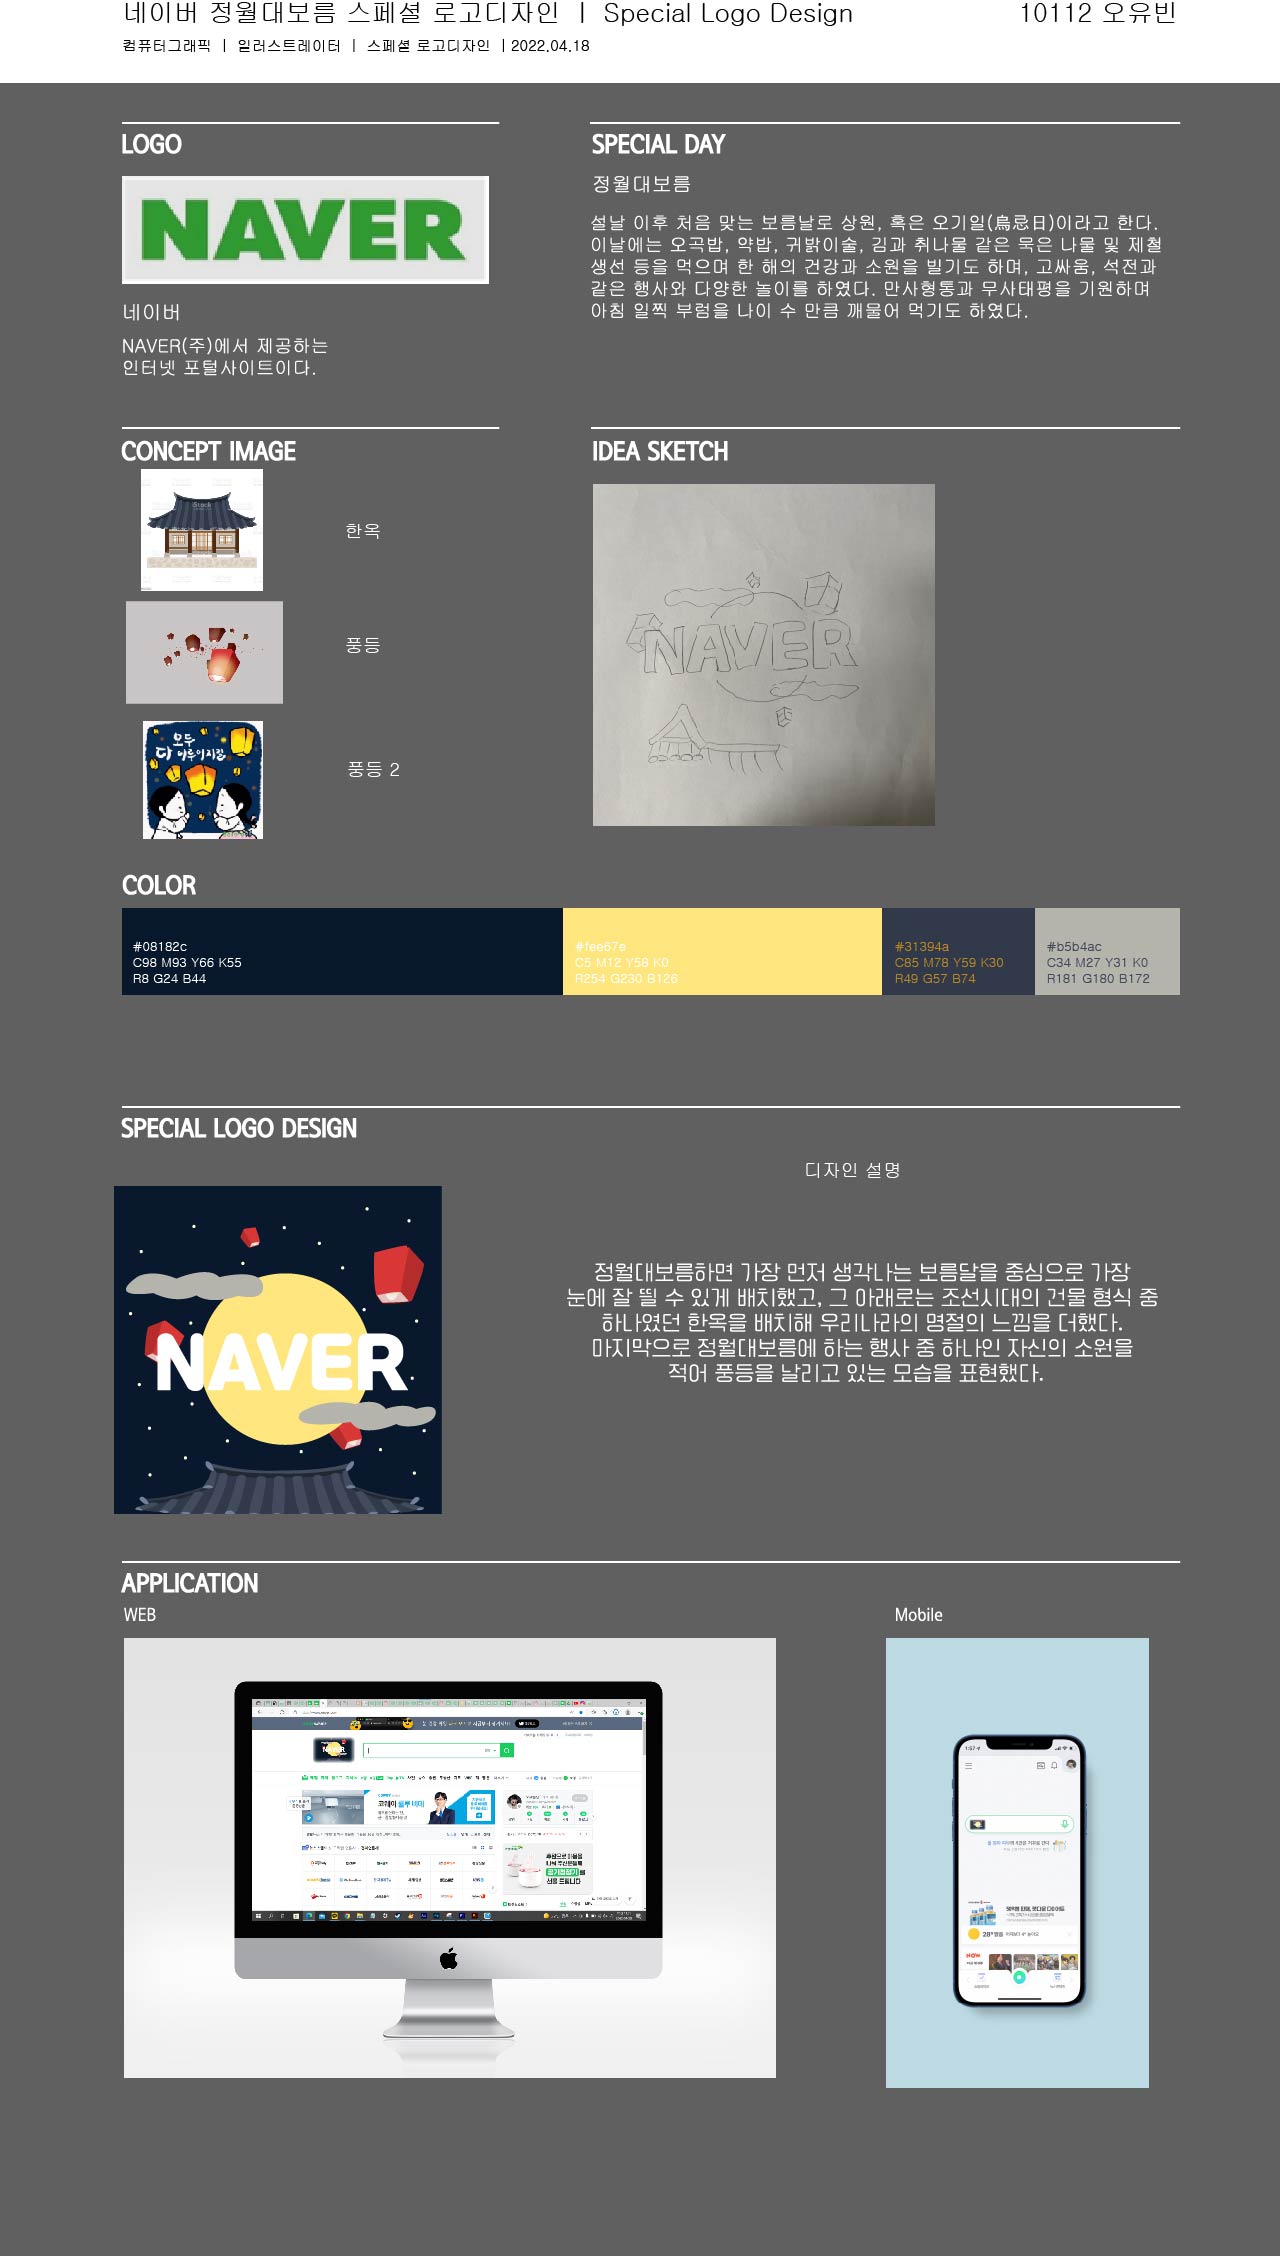 네이버 정월대보름 스페셜 로고디자인 ㅣ Special Logo Design
10112 오유빈
컴퓨터그래픽 ㅣ 일러스트레이터 ㅣ 스페셜 로고디자인 ㅣ2022.04.18
LOGO
NAVER
네이버
NAVER(주)에서 제공하는
인터넷 포털사이트이다.
SPECIAL DAY
정월대보름
설날 이후 처음 맞는 보름날로 상원, 혹은 오기일(烏忌日)이라고 한다.
이날에는 오곡밥, 약밥, 귀밝이술, 김과 취나물 같은 묵은 나물 및 제철
생선 등을 먹으며 한 해의 건강과 소원을 빌기도 하며, 고싸움, 석전과
같은 행사와 다양한 놀이를 하였다. 만사형통과 무사태평을 기원하며
아침 일찍 부럼을 나이 수 만큼 깨물어 먹기도 하였다.
CONCEPT IMAGE
iStock
한옥
풍등
모두
다 이루어지길
풍등 2
IDEA SKETCH
NAVER
COLOR
#08182c
C98 M93 Y66 K55
R8 G24 B44
#fee67e
C5 M12 Y58 K0
R254 G230 B126
#31394a
C85 M78 Y59 K30
R49 G57 B74
#b5b4ac
C34 M27 Y31 K0
R181 G180 B172
SPECIAL LOGO DESIGN
디자인 설명
NAVER
정월대보름하면 가장 먼저 생각나는 보름달을 중심으로 가장
눈에 잘 띌 수 있게 배치했고, 그 아래로는 조선시대의 건물 형식 중
하나였던 한옥을 배치해 우리나라의 명절의 느낌을 더했다.
마지막으로 정월대보름에 하는 행사 중 하나인 자신의 소원을
적어 풍등을 날리고 있는 모습을 표현했다.
APPLICATION
WEB
NAVER
코웨이 룰루 비데
Mobile
1:57
28°
NOW